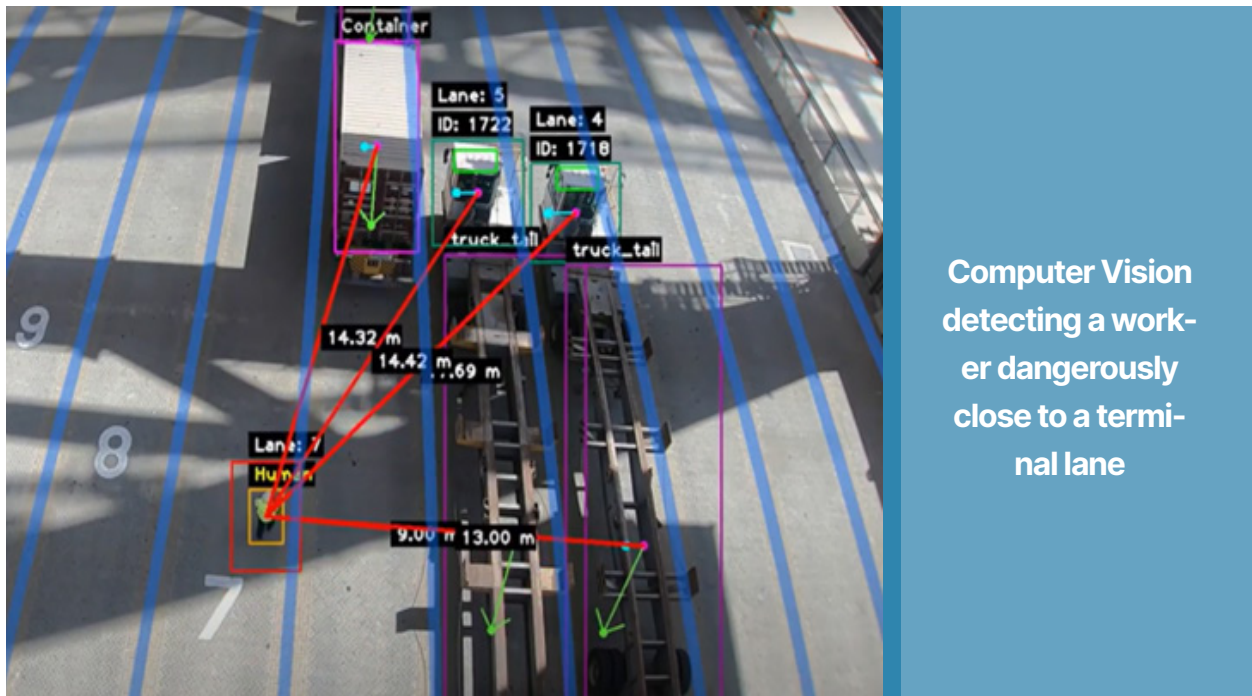 Container
Lane: 5
ID: 1722
Lane: 4
ID: 1718
truck_tail
truck_tail
14.32 m
14.42 m
.69 m
9
8
Lane: 7
Human
9.00 m
13.00 m
7
Computer Vision
detecting a work-
er dangerously
close to a termi-
nal lane